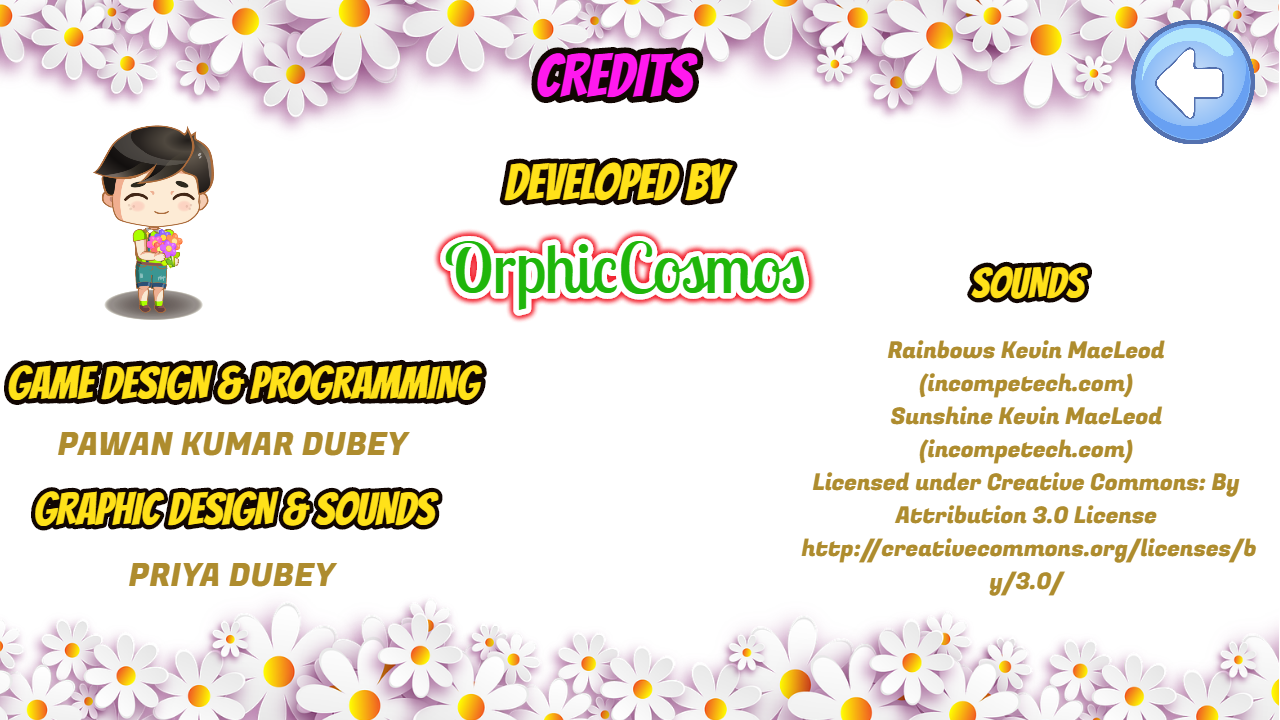 CREDITS
DEVELOPED BY
OrphicCosmos
GAME DESIGN & PROGRAMMING
PAWAN KUMAR DUBEY
GRAPHIC DESIGN & SOUNDS
PRIYA DUBEY
SOUNDS
Rainbows Kevin MacLeod
(incompetech.com)
Sunshine Kevin MacLeod
(incompetech.com)
Licensed under Creative Commons: By
Attribution 3.0 License
http://creativecommons.org/licenses/b
y/3.0/